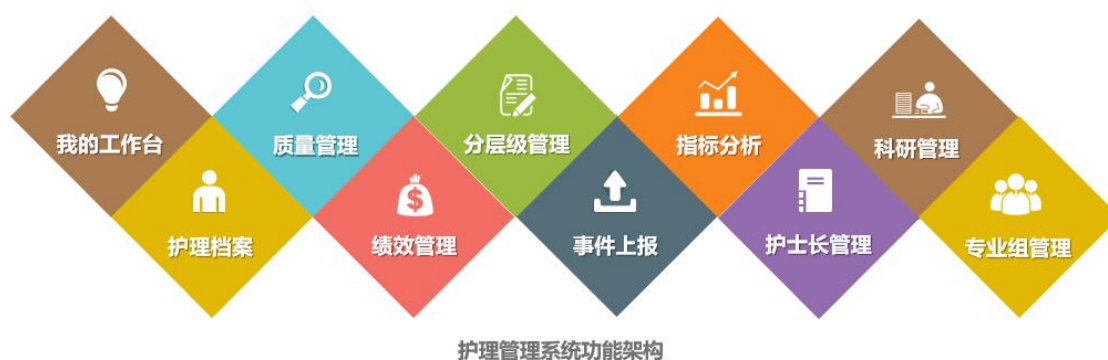 我的工作台
质量管理
分层级管理
指标分析
科研管理
护理档案
绩效管理
事件上报
护士长管理
专业组管理
护理管理系统功能架构